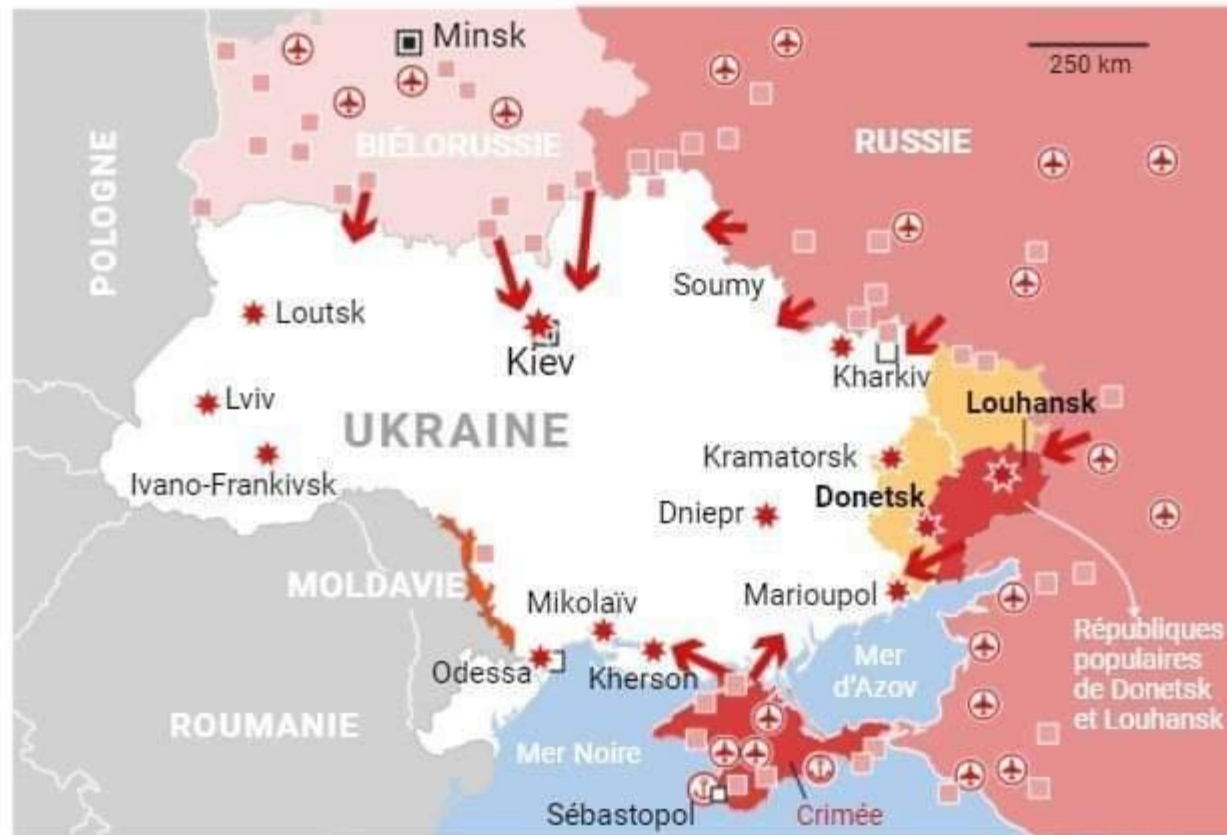 Minsk
250 km
BIÉLORUSSIE
RUSSIE
POLOGNE
Soumy
Loutsk
Kiev
Kharkiv
Lviv
Louhansk
UKRAINE
Kramatorsk
Ivano-Frankivsk
Donetsk
Dniepr
MOLDAVIE
Mikolaïv
Marioupol
Républiques
populaires
de Donetsk
et Louhansk
Odessa
Kherson
Mer
d'Azov
ROUMANIE
Mer Noire
Sébastopol
Crimée